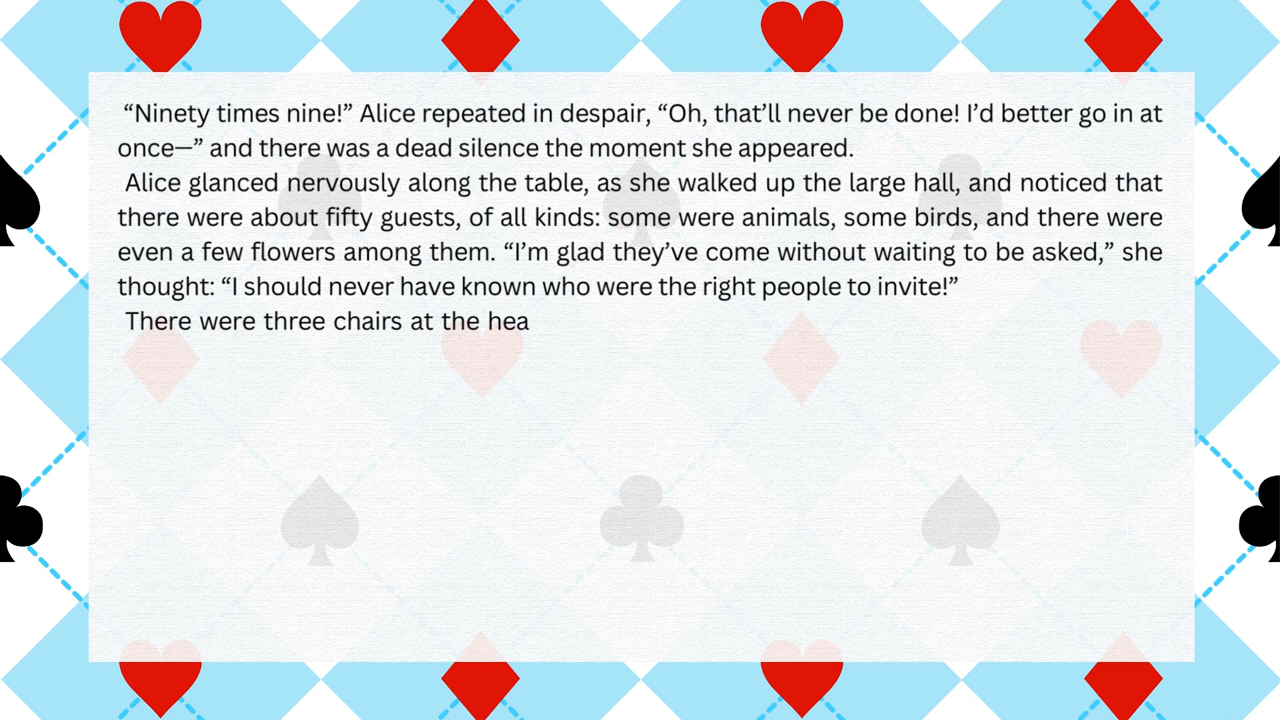 “Ninety times nine!” Alice repeated in despair, “Oh, that’ll never be done! I’d better go in at
once—” and there was a dead silence the moment she appeared.
Alice glanced nervously along the table, as she walked up the large hall, and noticed that
there were about fifty guests, of all kinds: some were animals, some birds, and there were
even a few flowers among them. “I’m glad they’ve come without waiting to be asked,” she
thought: “I should never have known who were the right people to invite!”
There were three chairs at the hea